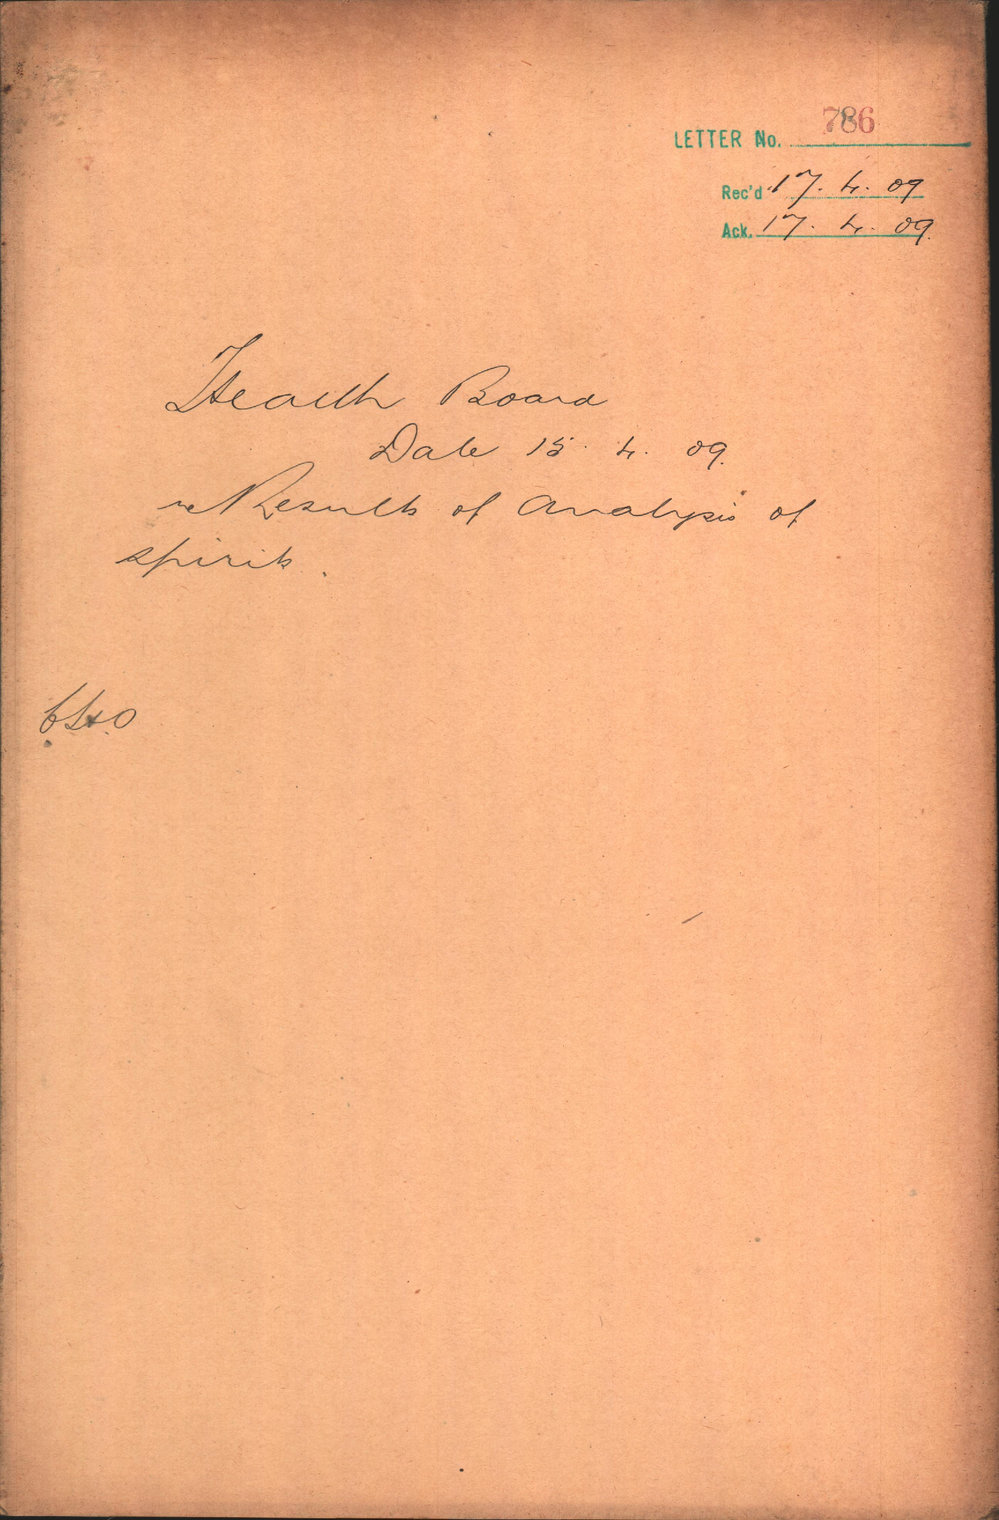 LETTER No. 786
Rec'd 17. 4. 09
Ack. 17. 4. 09.
Health Board
Date 15. 4. 09.
re Results of Analysis of
spirits.